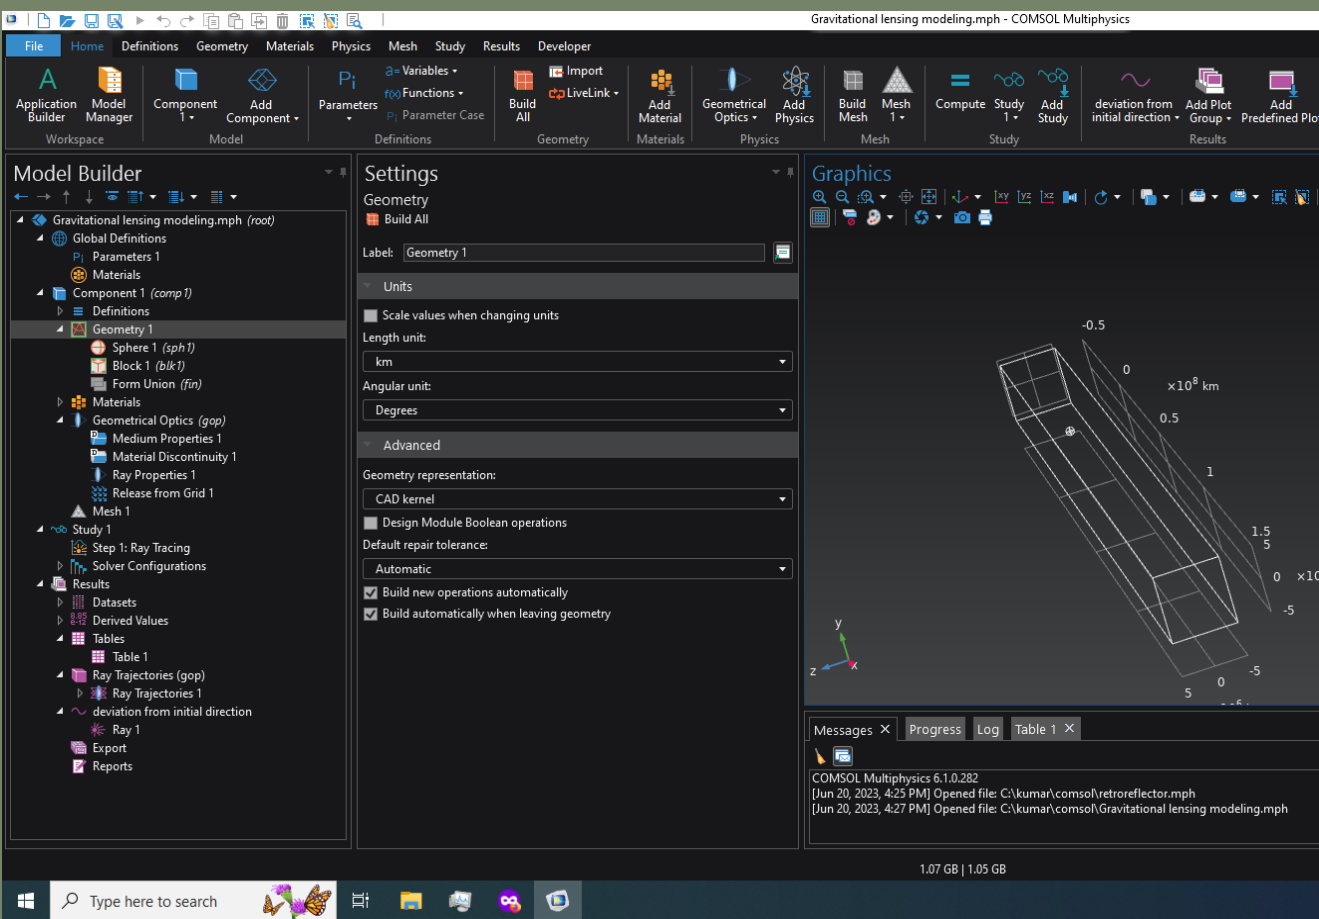 Gravitational lensing modeling.mph - COMSOL Multiphysics
File Home Definitions Geometry Materials Physics Mesh Study Results Developer
Application Builder
Model Manager
Workspace
Component 1
Add Component
Model
Parameters
Pi
a= Variables
f(x) Functions
Pi Parameter Case
Definitions
Build All
Import
LiveLink
Geometry
Add Material
Materials
Geometrical Optics
Add Physics
Physics
Build Mesh
Mesh 1
Mesh
Compute
Study 1
Add Study
Study
deviation from initial direction
Add Plot Group
Add Predefined Plo
Results
Model Builder
Gravitational lensing modeling.mph (root)
Global Definitions
Pi Parameters 1
Materials
Component 1 (comp1)
Definitions
Geometry 1
Sphere 1 (sph1)
Block 1 (blk1)
Form Union (fin)
Materials
Geometrical Optics (gop)
Medium Properties 1
Material Discontinuity 1
Ray Properties 1
Release from Grid 1
Mesh 1
Study 1
Step 1: Ray Tracing
Solver Configurations
Results
Datasets
8.85 e-12 Derived Values
Tables
Table 1
Ray Trajectories (gop)
Ray Trajectories 1
deviation from initial direction
Ray 1
Export
Reports
Settings
Geometry
Build All
Label: Geometry 1
Units
Scale values when changing units
Length unit:
km
Angular unit:
Degrees
Advanced
Geometry representation:
CAD kernel
Design Module Boolean operations
Default repair tolerance:
Automatic
Build new operations automatically
Build automatically when leaving geometry
Graphics
xy yz xz
-0.5
0
×10⁸ km
0.5
1
1.5
5
0 ×10
-5
y
z x
-5
0
5
Messages Progress Log Table 1
COMSOL Multiphysics 6.1.0.282
[Jun 20, 2023, 4:25 PM] Opened file: C:\kumar\comsol\retroreflector.mph
[Jun 20, 2023, 4:27 PM] Opened file: C:\kumar\comsol\Gravitational lensing modeling.mph
1.07 GB | 1.05 GB
Type here to search